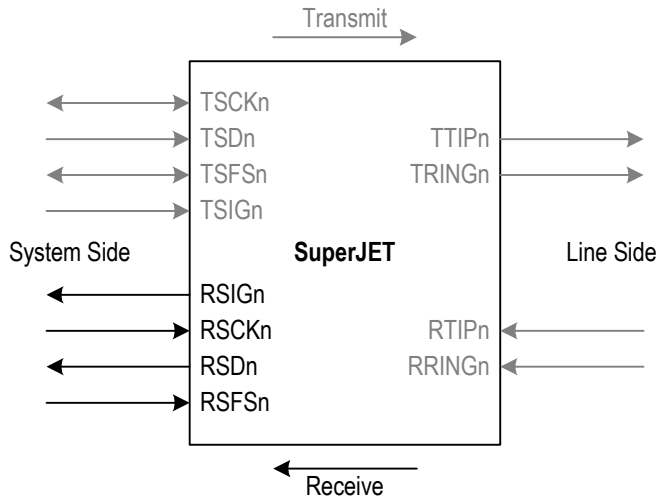 Transmit
TSCKn
TSDn
TTIPn
TSFSn
TRINGn
TSIGn
System Side
SuperJET
Line Side
RSIGn
RSCKn
RTIPn
RSDn
RRINGn
RSFSn
Receive